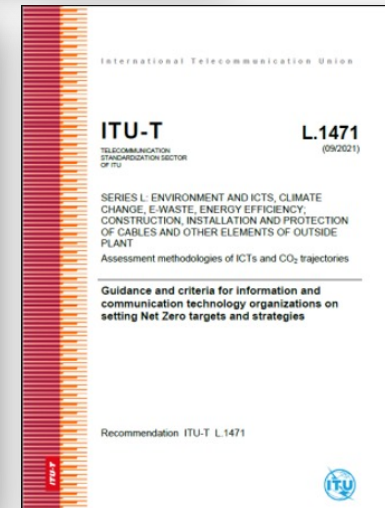 International Telecommunication Union
ITU-T
L.1471
TELECOMMUNICATION
STANDARDIZATION SECTOR
OF ITU
(09/2021)
SERIES L: ENVIRONMENT AND ICTS, CLIMATE
CHANGE, E-WASTE, ENERGY EFFICIENCY;
CONSTRUCTION, INSTALLATION AND PROTECTION
OF CABLES AND OTHER ELEMENTS OF OUTSIDE
PLANT
Assessment methodologies of ICTs and CO₂ trajectories
Guidance and criteria for information and
communication technology organizations on
setting Net Zero targets and strategies
Recommendation ITU-T L.1471
ITU-T
ITU